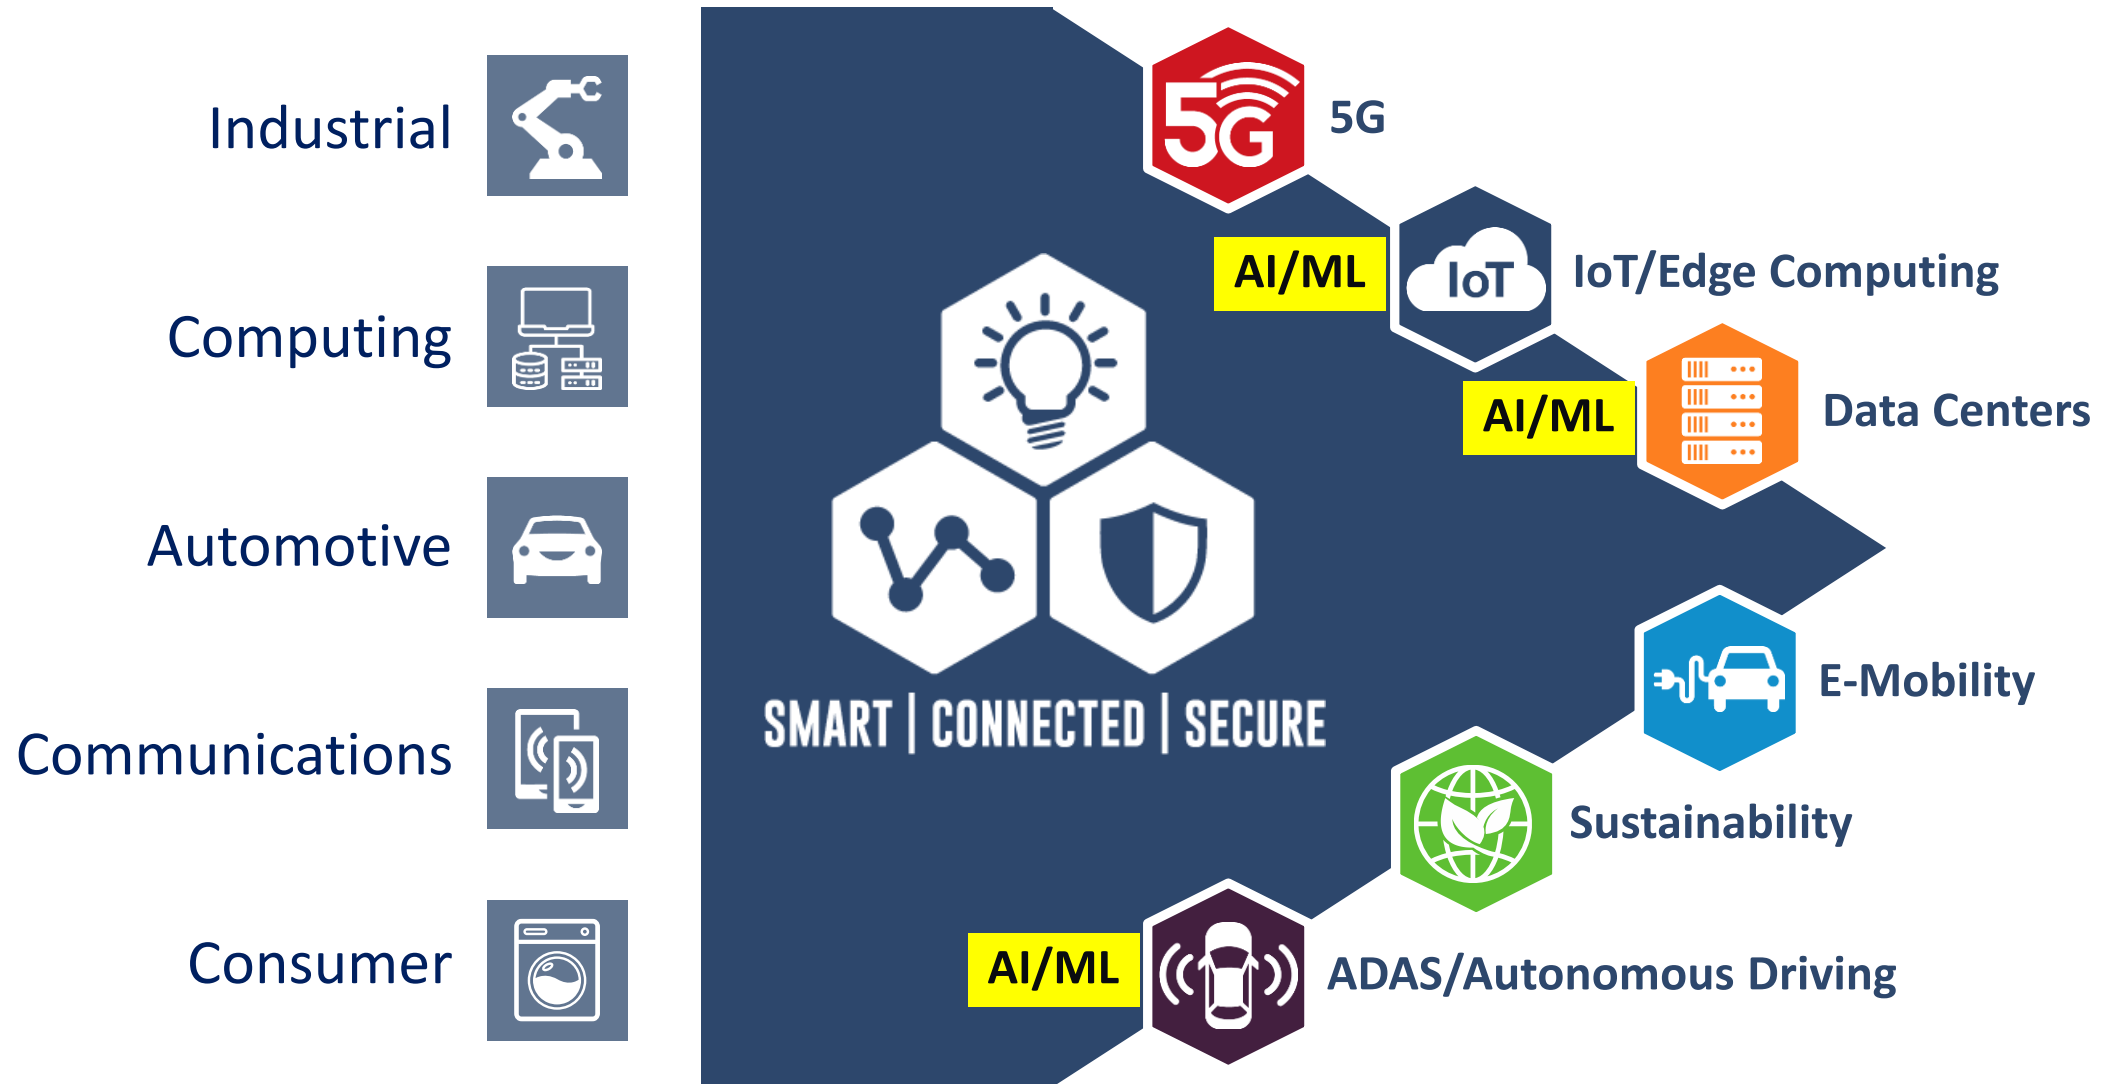 Industrial
Computing
Automotive
Communications
Consumer
SMART | CONNECTED | SECURE
5G
5G
AI/ML
IoT
IoT/Edge Computing
AI/ML
Data Centers
E-Mobility
Sustainability
AI/ML
ADAS/Autonomous Driving